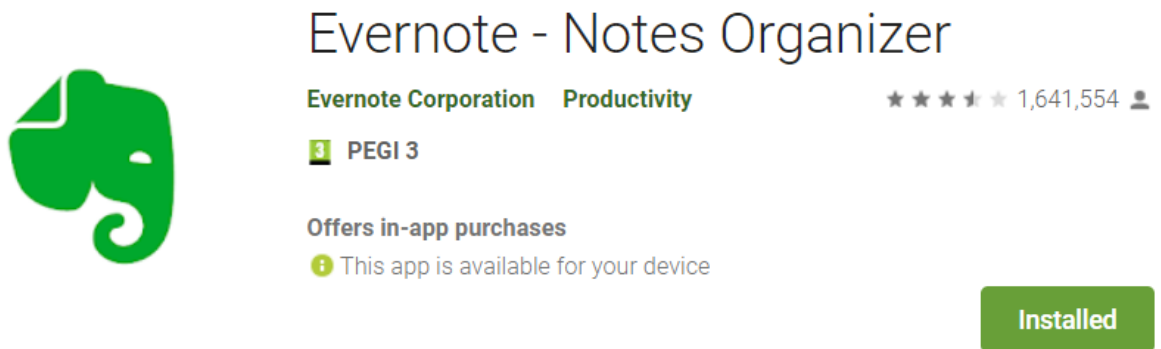 Evernote - Notes Organizer
Evernote Corporation Productivity 1,641,554
3 PEGI 3
Offers in-app purchases
This app is available for your device
Installed